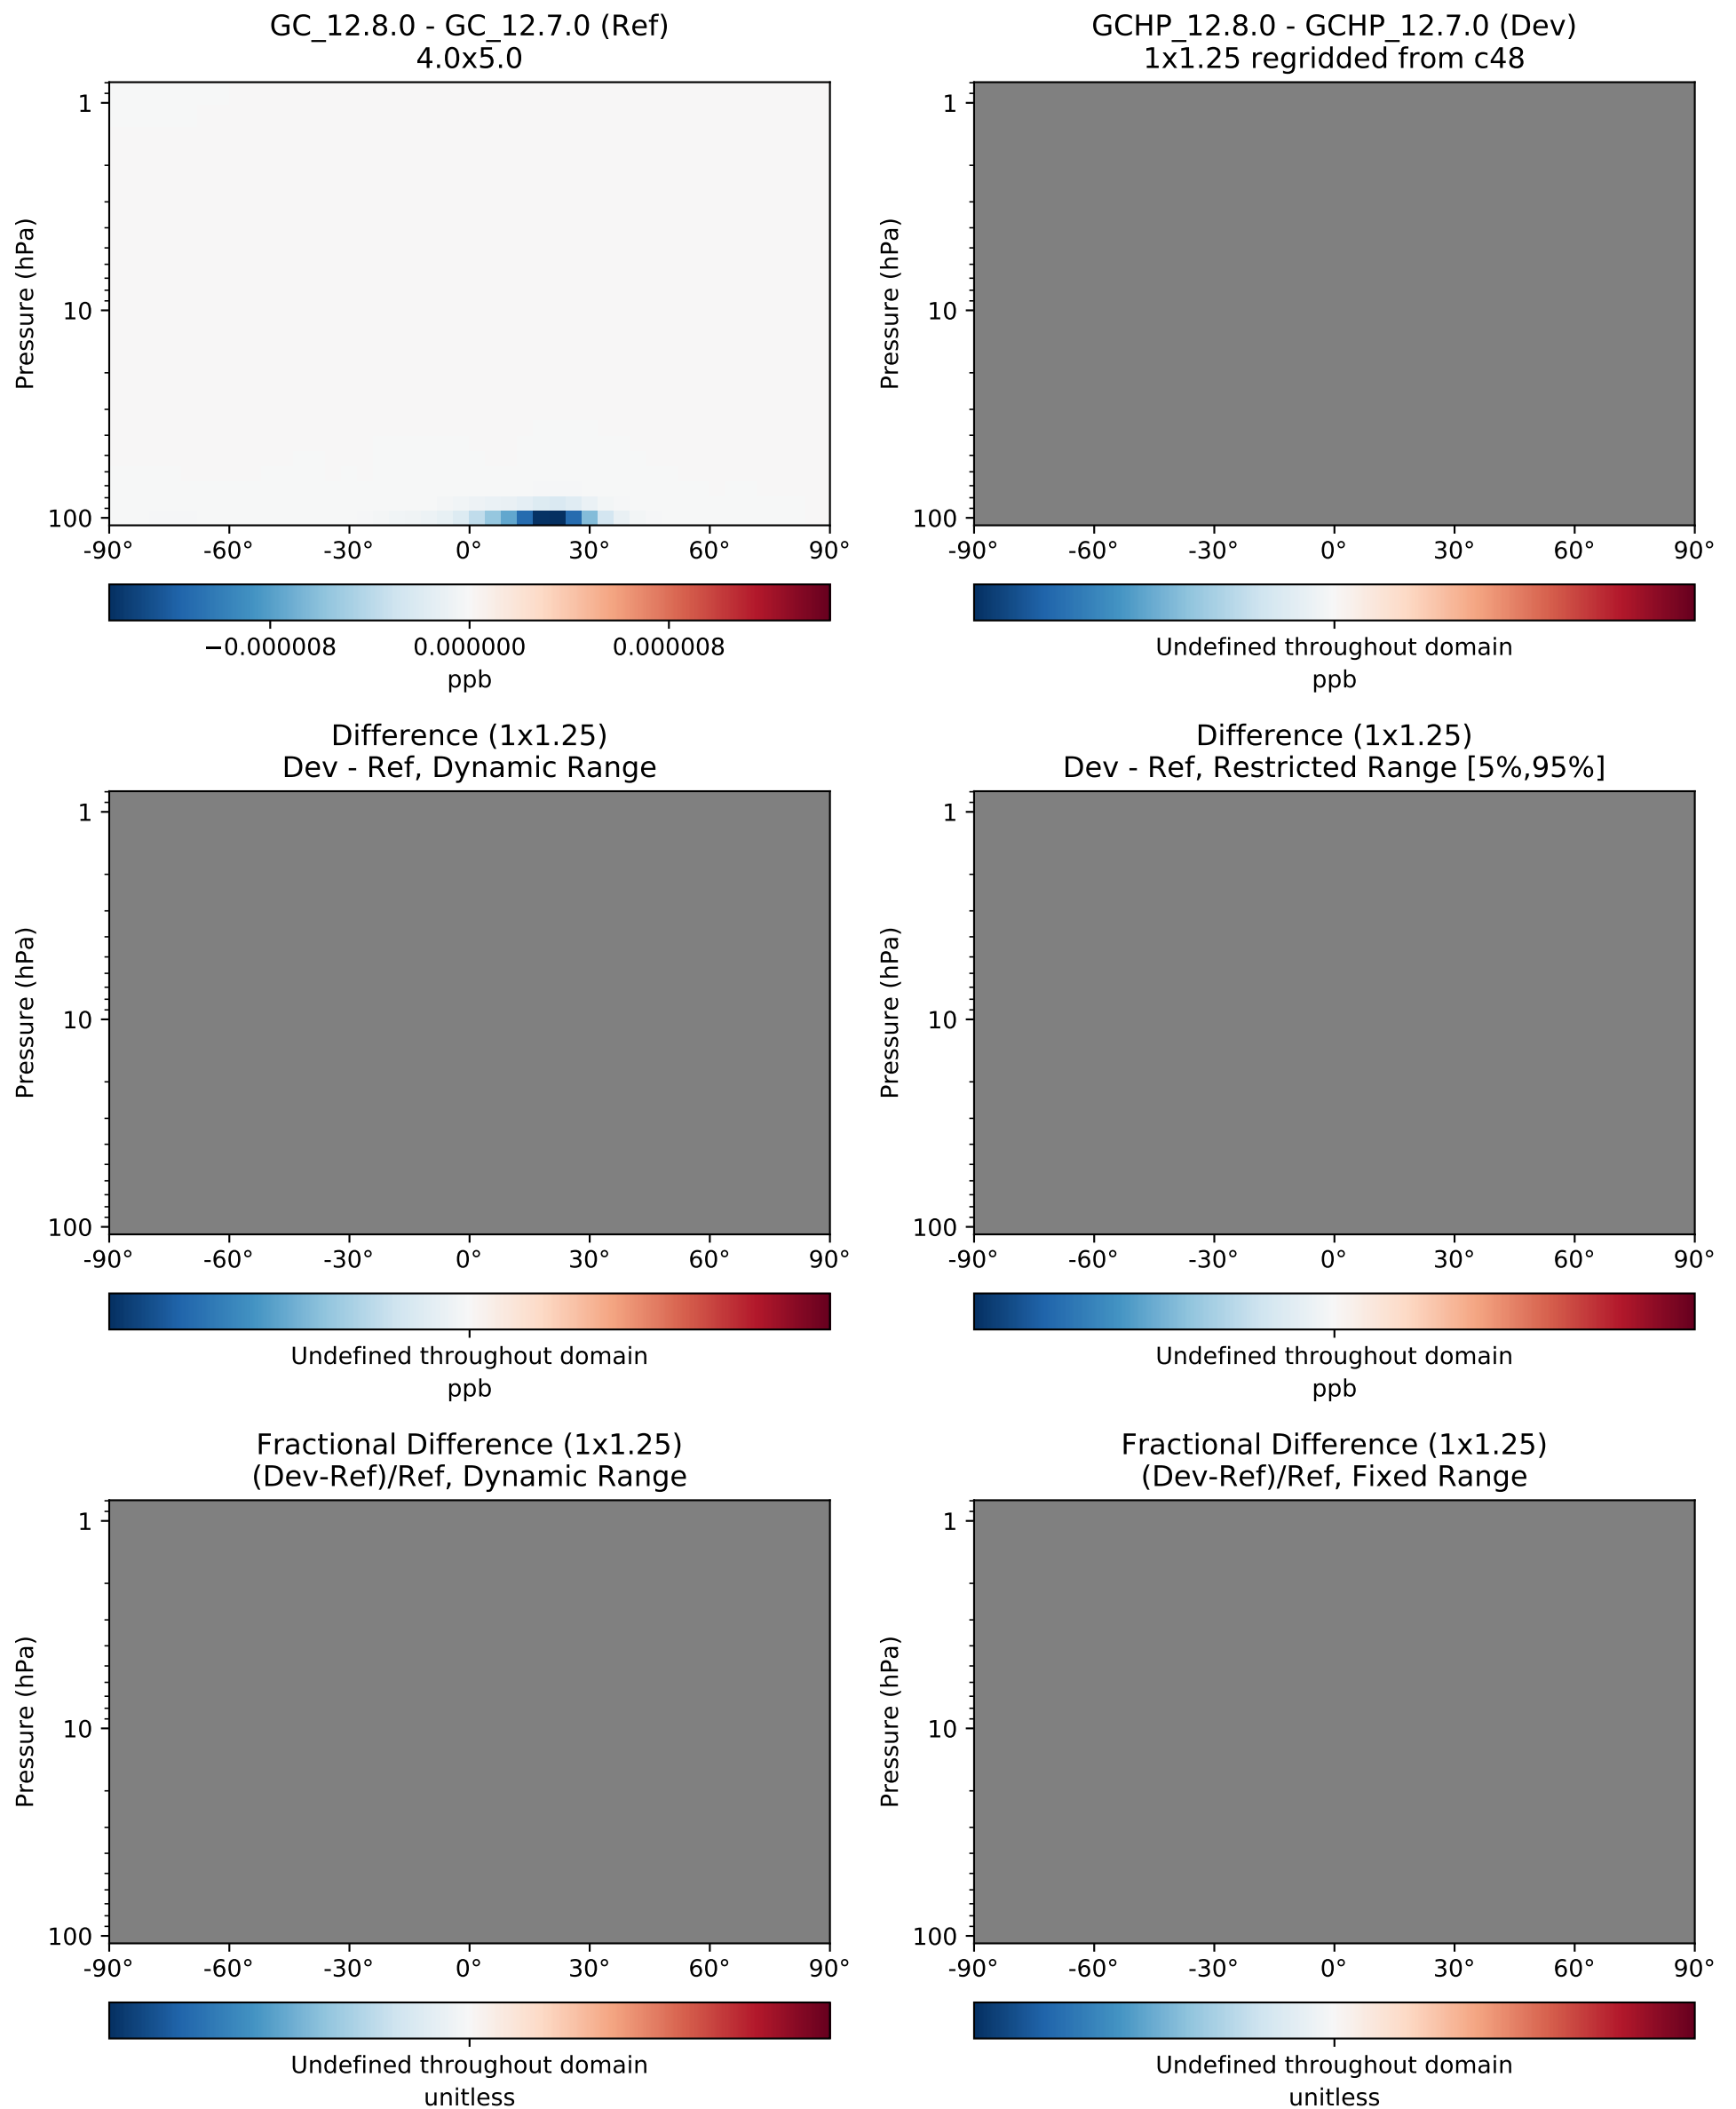 GC_12.8.0 - GC_12.7.0 (Ref)
4.0x5.0
Pressure (hPa)
1
10
100
-90° -60° -30° 0° 30° 60° 90°
−0.000008 0.000000 0.000008
ppb
GCHP_12.8.0 - GCHP_12.7.0 (Dev)
1x1.25 regridded from c48
Pressure (hPa)
1
10
100
-90° -60° -30° 0° 30° 60° 90°
Undefined throughout domain
ppb
Difference (1x1.25)
Dev - Ref, Dynamic Range
Pressure (hPa)
1
10
100
-90° -60° -30° 0° 30° 60° 90°
Undefined throughout domain
ppb
Difference (1x1.25)
Dev - Ref, Restricted Range [5%,95%]
Pressure (hPa)
1
10
100
-90° -60° -30° 0° 30° 60° 90°
Undefined throughout domain
ppb
Fractional Difference (1x1.25)
(Dev-Ref)/Ref, Dynamic Range
Pressure (hPa)
1
10
100
-90° -60° -30° 0° 30° 60° 90°
Undefined throughout domain
unitless
Fractional Difference (1x1.25)
(Dev-Ref)/Ref, Fixed Range
Pressure (hPa)
1
10
100
-90° -60° -30° 0° 30° 60° 90°
Undefined throughout domain
unitless